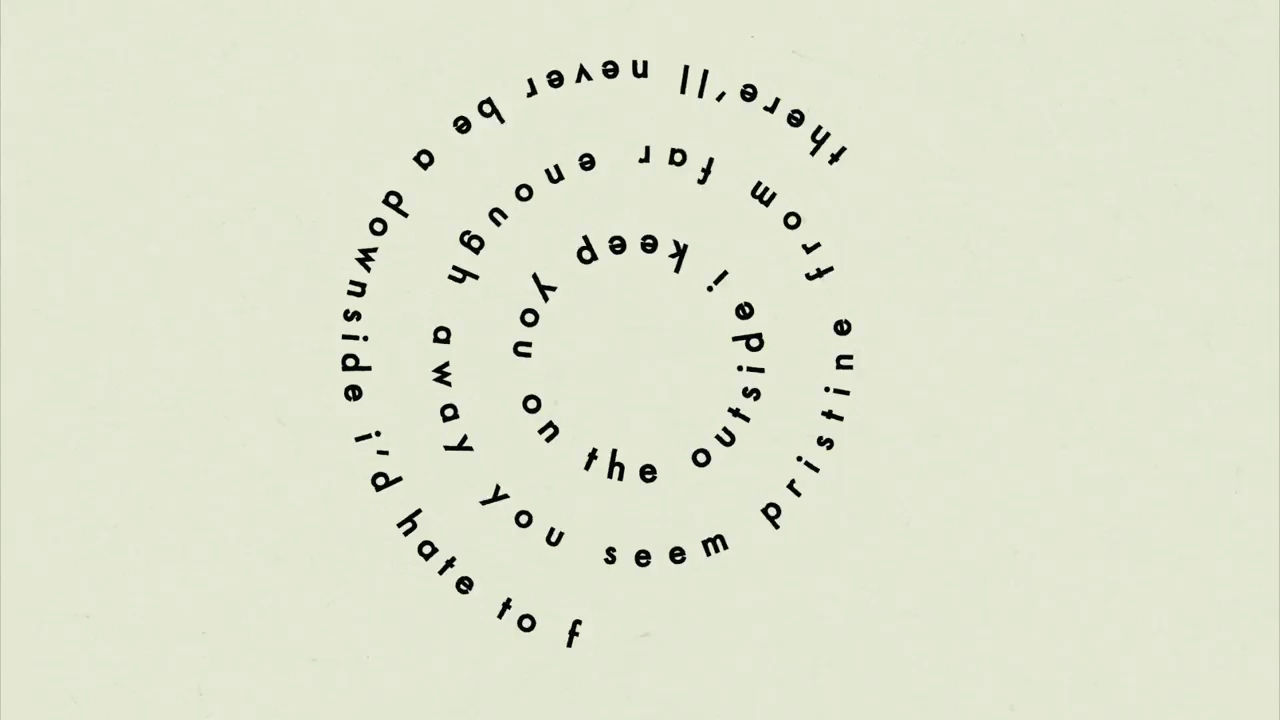 i keep you on the outside
from far enough away you seem pristine
there'll never be a downside i'd hate to f